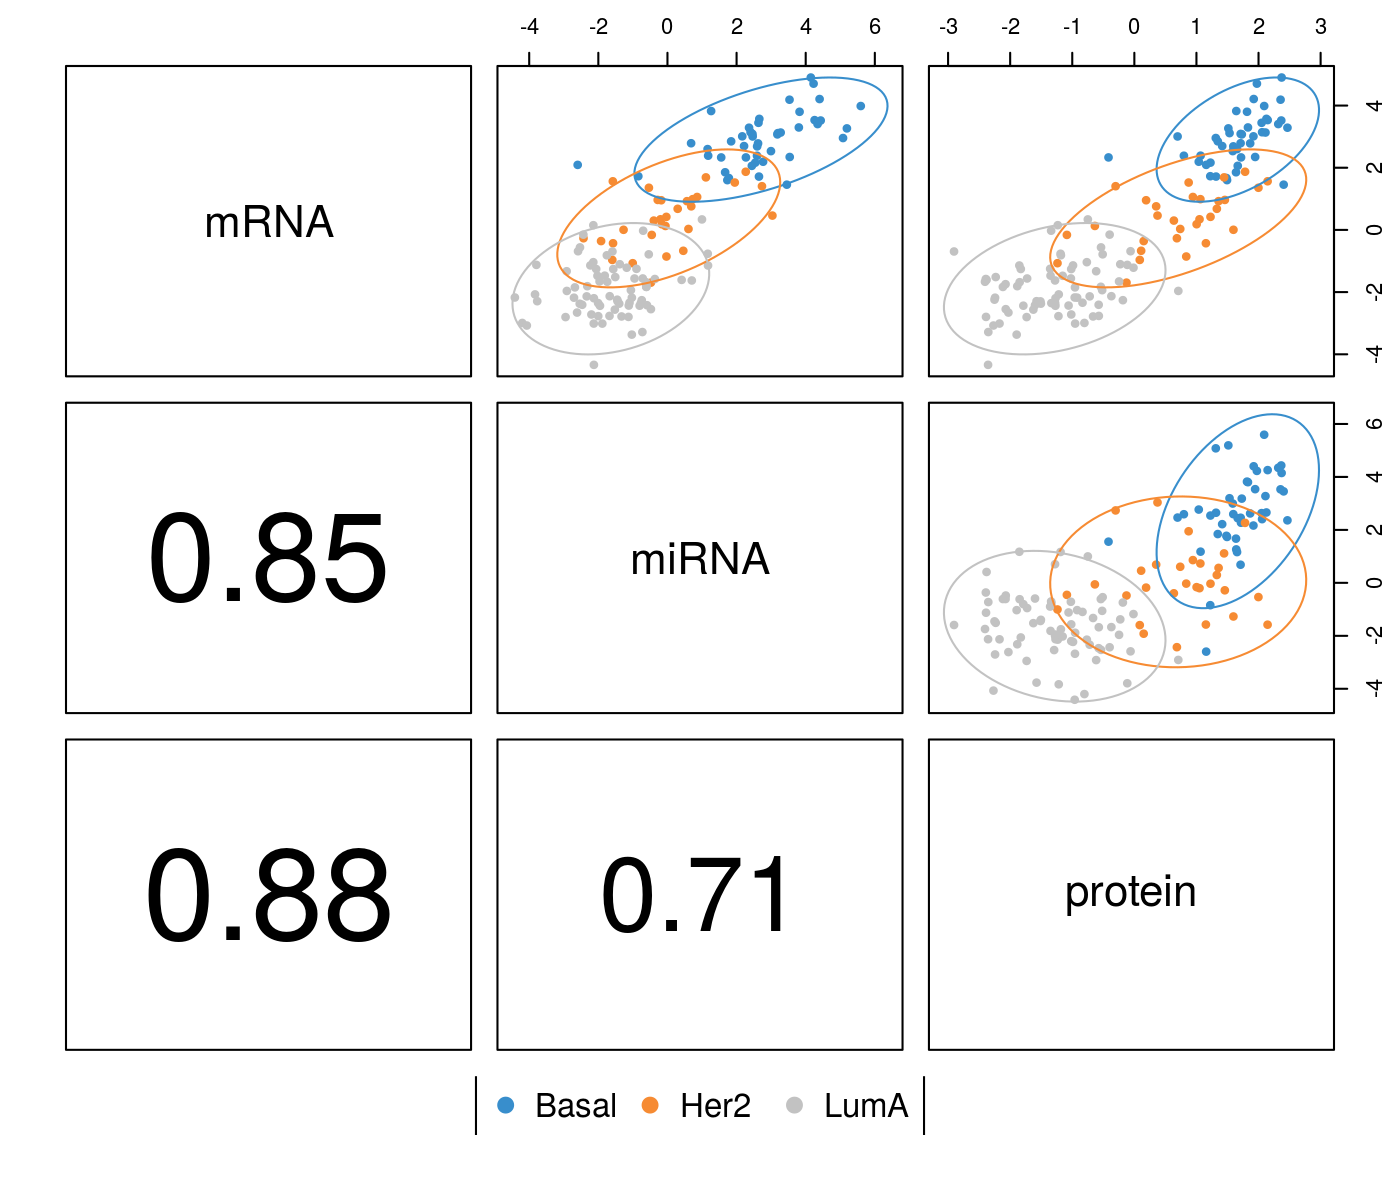 -4 -2 0 2 4 6 -3 -2 -1 0 1 2 3
mRNA
4 2 0 -2 -4
0.85
miRNA
6 4 2 0 -2 -4
0.88
0.71
protein
Basal Her2 LumA